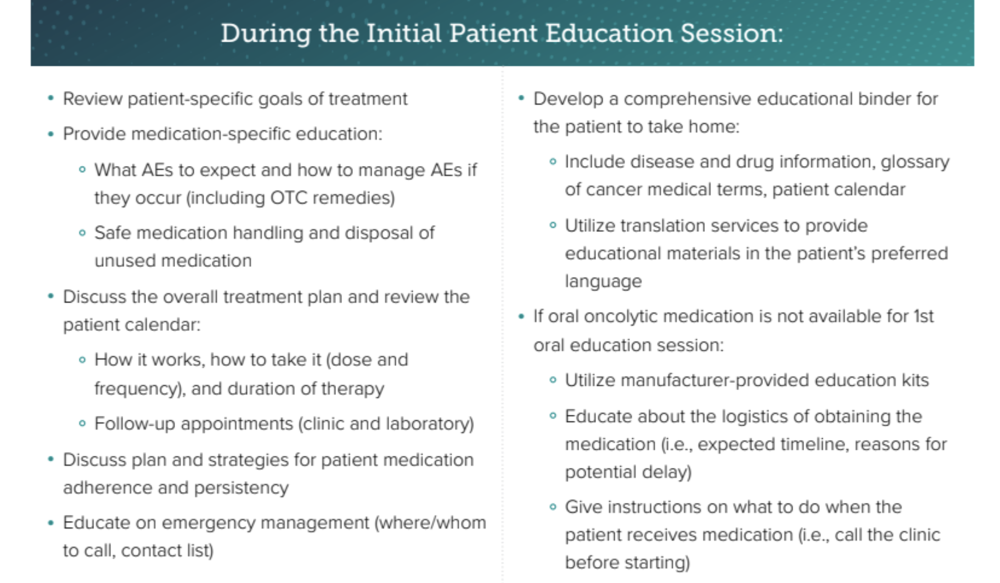 During the Initial Patient Education Session:
• Review patient-specific goals of treatment
• Provide medication-specific education:
◦ What AEs to expect and how to manage AEs if
they occur (including OTC remedies)
◦ Safe medication handling and disposal of
unused medication
• Discuss the overall treatment plan and review the
patient calendar:
◦ How it works, how to take it (dose and
frequency), and duration of therapy
◦ Follow-up appointments (clinic and laboratory)
• Discuss plan and strategies for patient medication
adherence and persistency
• Educate on emergency management (where/whom
to call, contact list)
• Develop a comprehensive educational binder for
the patient to take home:
◦ Include disease and drug information, glossary
of cancer medical terms, patient calendar
◦ Utilize translation services to provide
educational materials in the patient’s preferred
language
• If oral oncolytic medication is not available for 1st
oral education session:
◦ Utilize manufacturer-provided education kits
◦ Educate about the logistics of obtaining the
medication (i.e., expected timeline, reasons for
potential delay)
◦ Give instructions on what to do when the
patient receives medication (i.e., call the clinic
before starting)